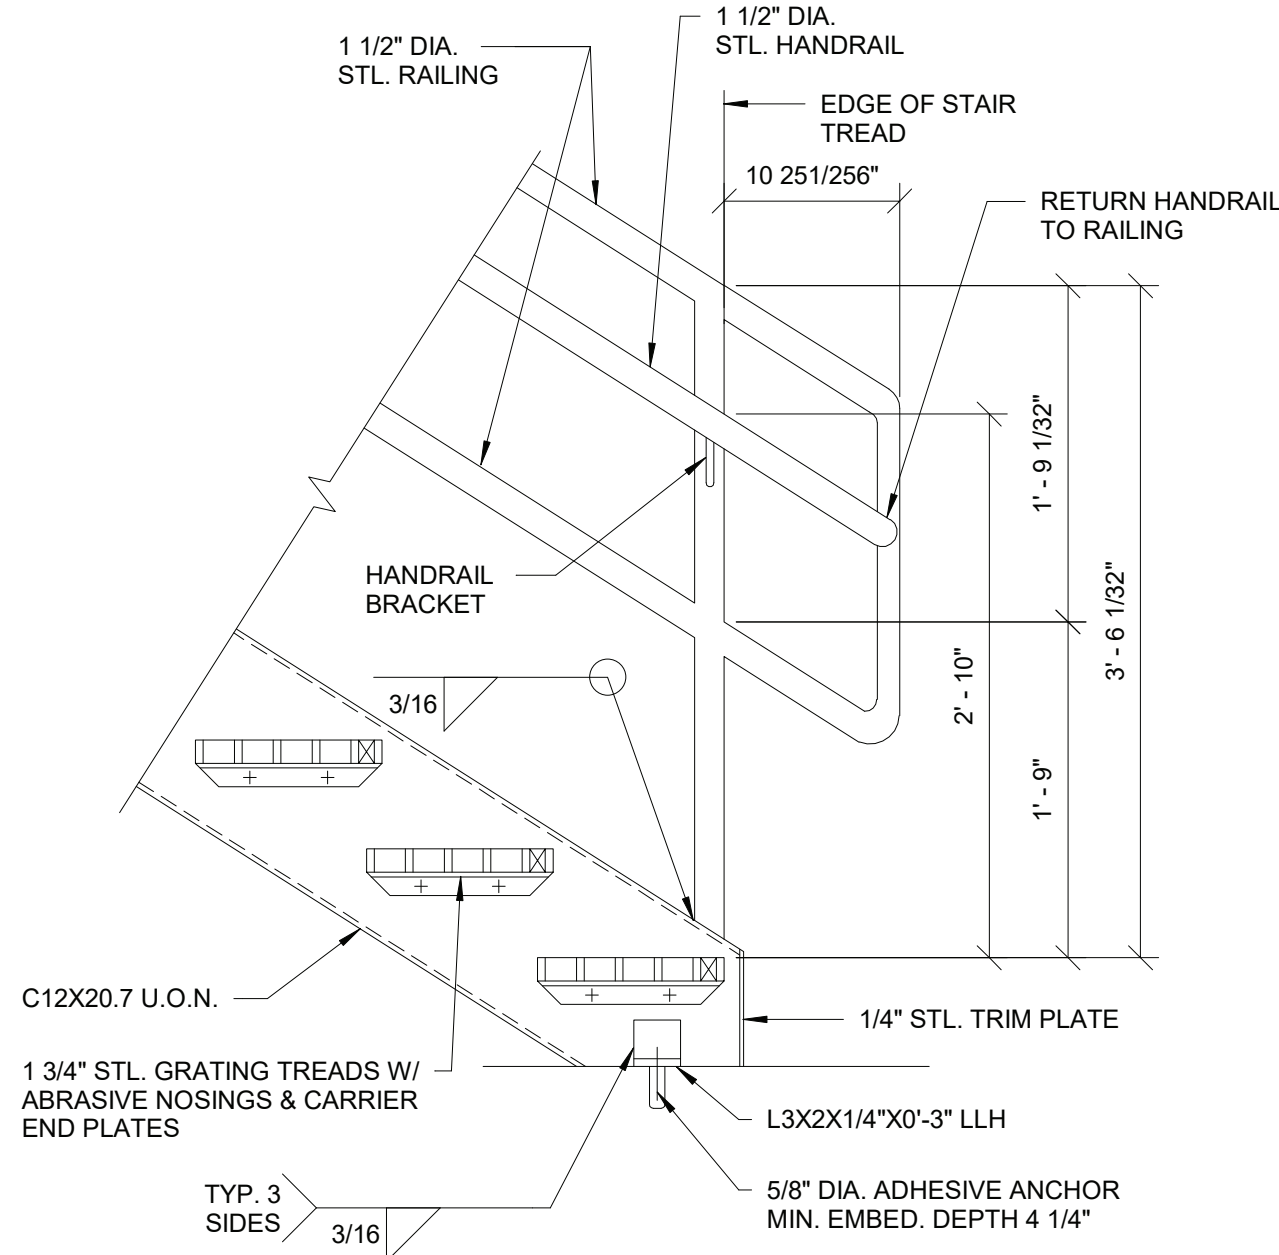 1 1/2" DIA.
STL. RAILING
1 1/2" DIA.
STL. HANDRAIL
EDGE OF STAIR
TREAD
10 251/256"
RETURN HANDRAIL
TO RAILING
1' - 9 1/32"
3' - 6 1/32"
2' - 10"
1' - 9"
HANDRAIL
BRACKET
3/16
C12X20.7 U.O.N.
1/4" STL. TRIM PLATE
1 3/4" STL. GRATING TREADS W/
ABRASIVE NOSINGS & CARRIER
END PLATES
L3X2X1/4"X0'-3" LLH
TYP. 3
SIDES
3/16
5/8" DIA. ADHESIVE ANCHOR
MIN. EMBED. DEPTH 4 1/4"